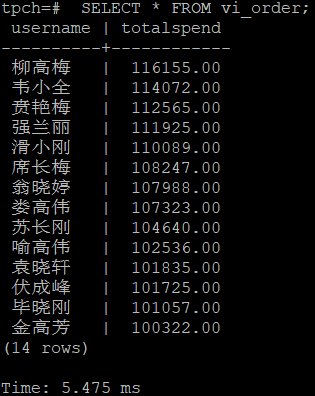 tpch=#  SELECT * FROM vi_order;
 username | totalspend
----------+------------
 柳高梅   |  116155.00
 韦小全   |  114072.00
 贲艳梅   |  112565.00
 强兰丽   |  111925.00
 滑小刚   |  110089.00
 席长梅   |  108247.00
 翁晓婷   |  107988.00
 娄高伟   |  107323.00
 苏长刚   |  104640.00
 喻高伟   |  102536.00
 袁晓轩   |  101835.00
 伏成峰   |  101725.00
 毕晓刚   |  101057.00
 金高芳   |  100322.00
(14 rows)
Time: 5.475 ms